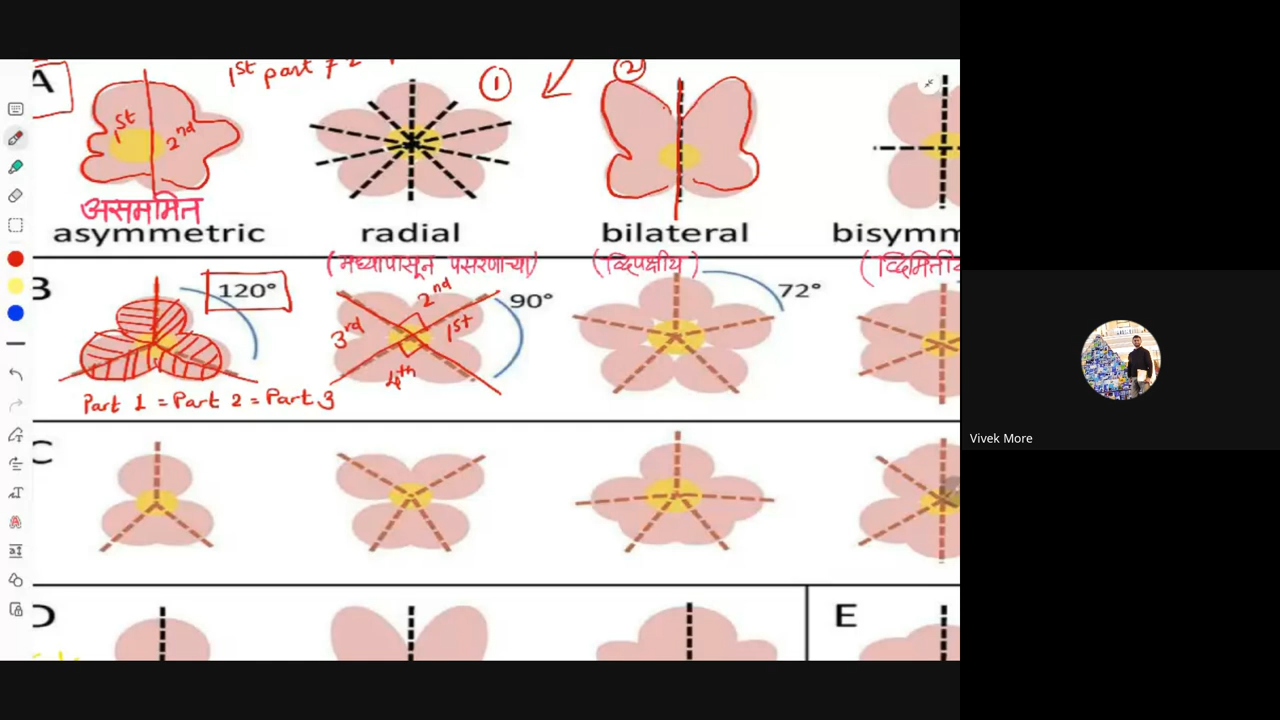 A
1st part ≠ 2
1st
2nd
①
②
असममित
asymmetric
radial
bilateral
bisymm
(मध्यापासून पसरणाऱ्या)
(द्विपक्षीय)
B
120°
2nd
3rd
1st
4th
90°
72°
Part 1 = Part 2 = Part 3
Vivek More
C
D
E